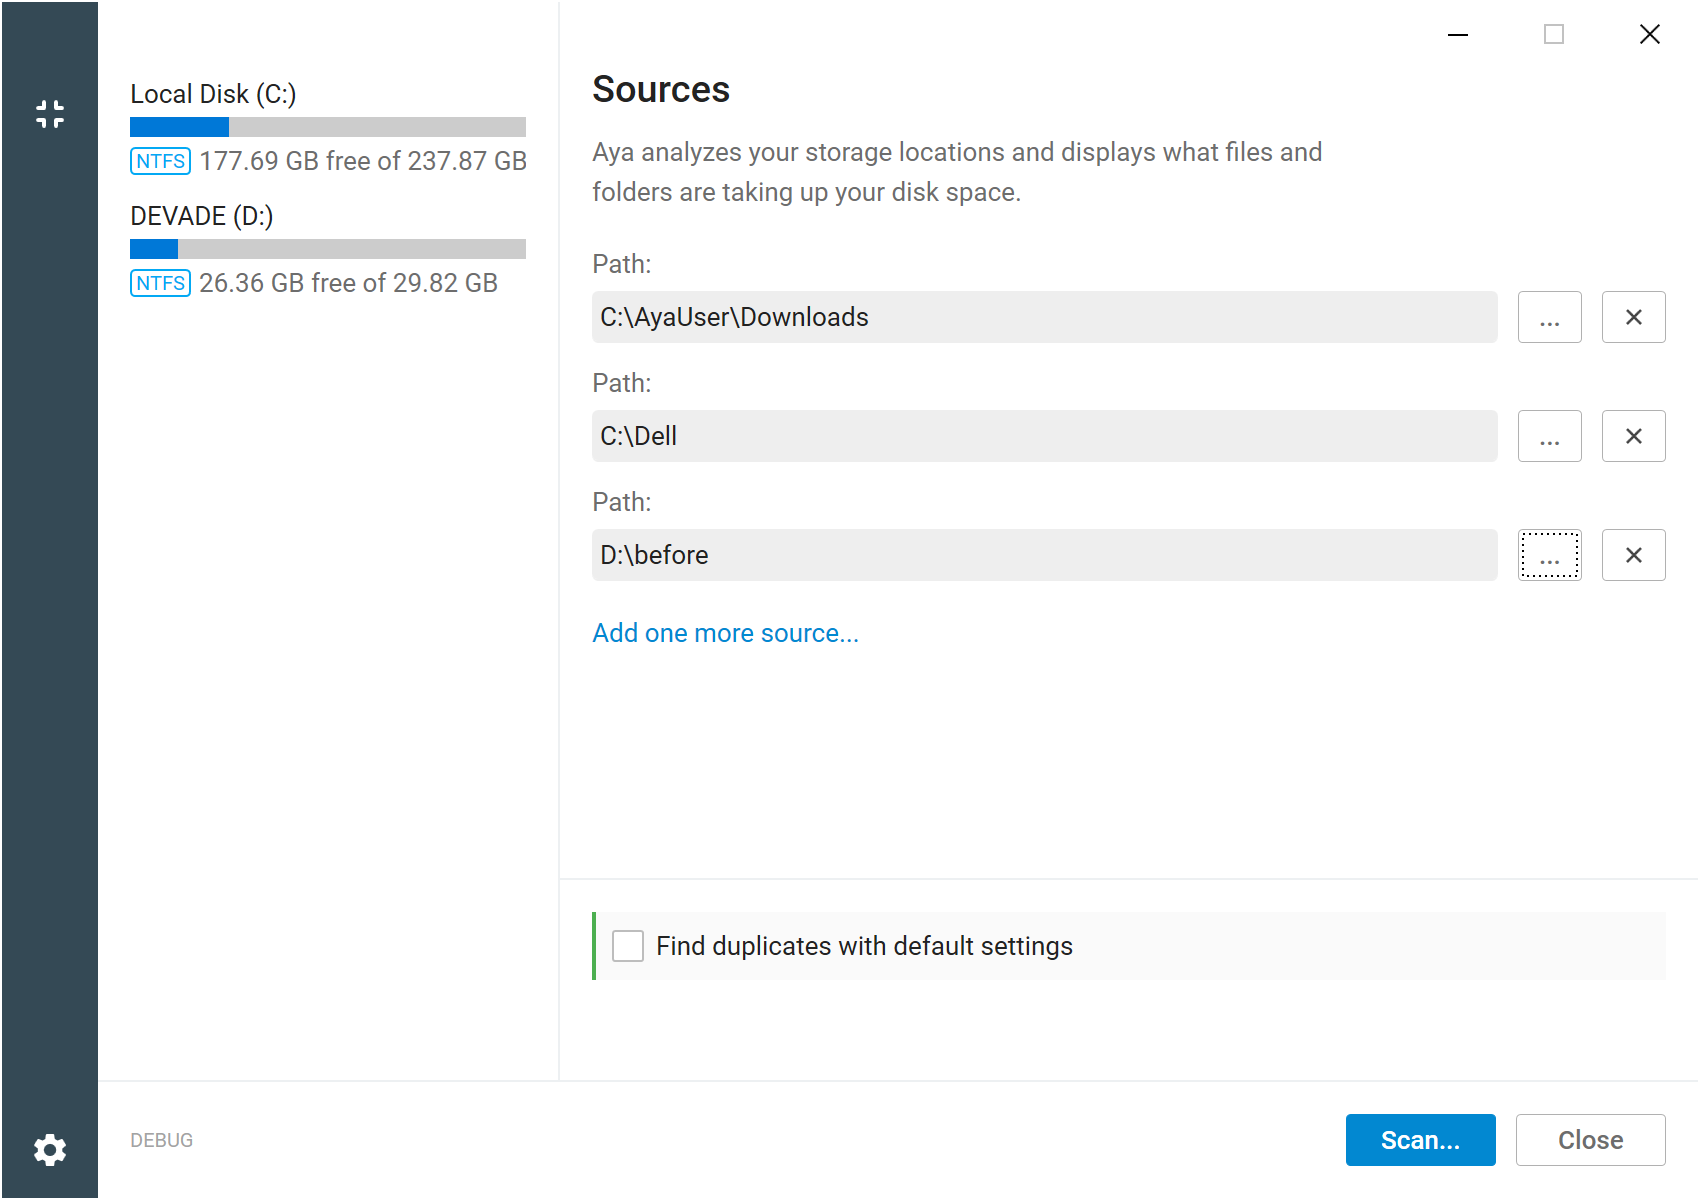 Local Disk (C:)
NTFS 177.69 GB free of 237.87 GB
DEVADE (D:)
NTFS 26.36 GB free of 29.82 GB
Sources
Aya analyzes your storage locations and displays what files and
folders are taking up your disk space.
Path:
C:\AyaUser\Downloads
...
Path:
C:\Dell
...
Path:
D:\before
...
Add one more source...
Find duplicates with default settings
DEBUG
Scan...
Close